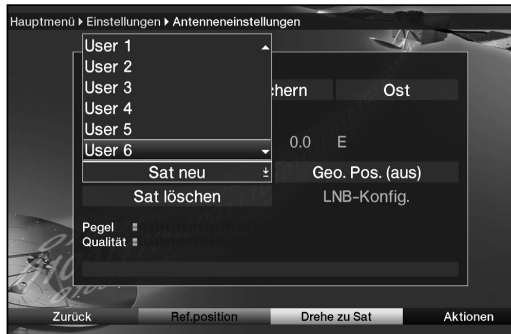 Hauptmenü ▸ Einstellungen ▸ Antenneneinstellungen
User 1
User 2
User 3
chern Ost
User 4
User 5
User 6 0.0 E
Sat neu Geo. Pos. (aus)
Sat löschen LNB-Konfig.
Pegel
Qualität
Zurück Ref.position Drehe zu Sat Aktionen